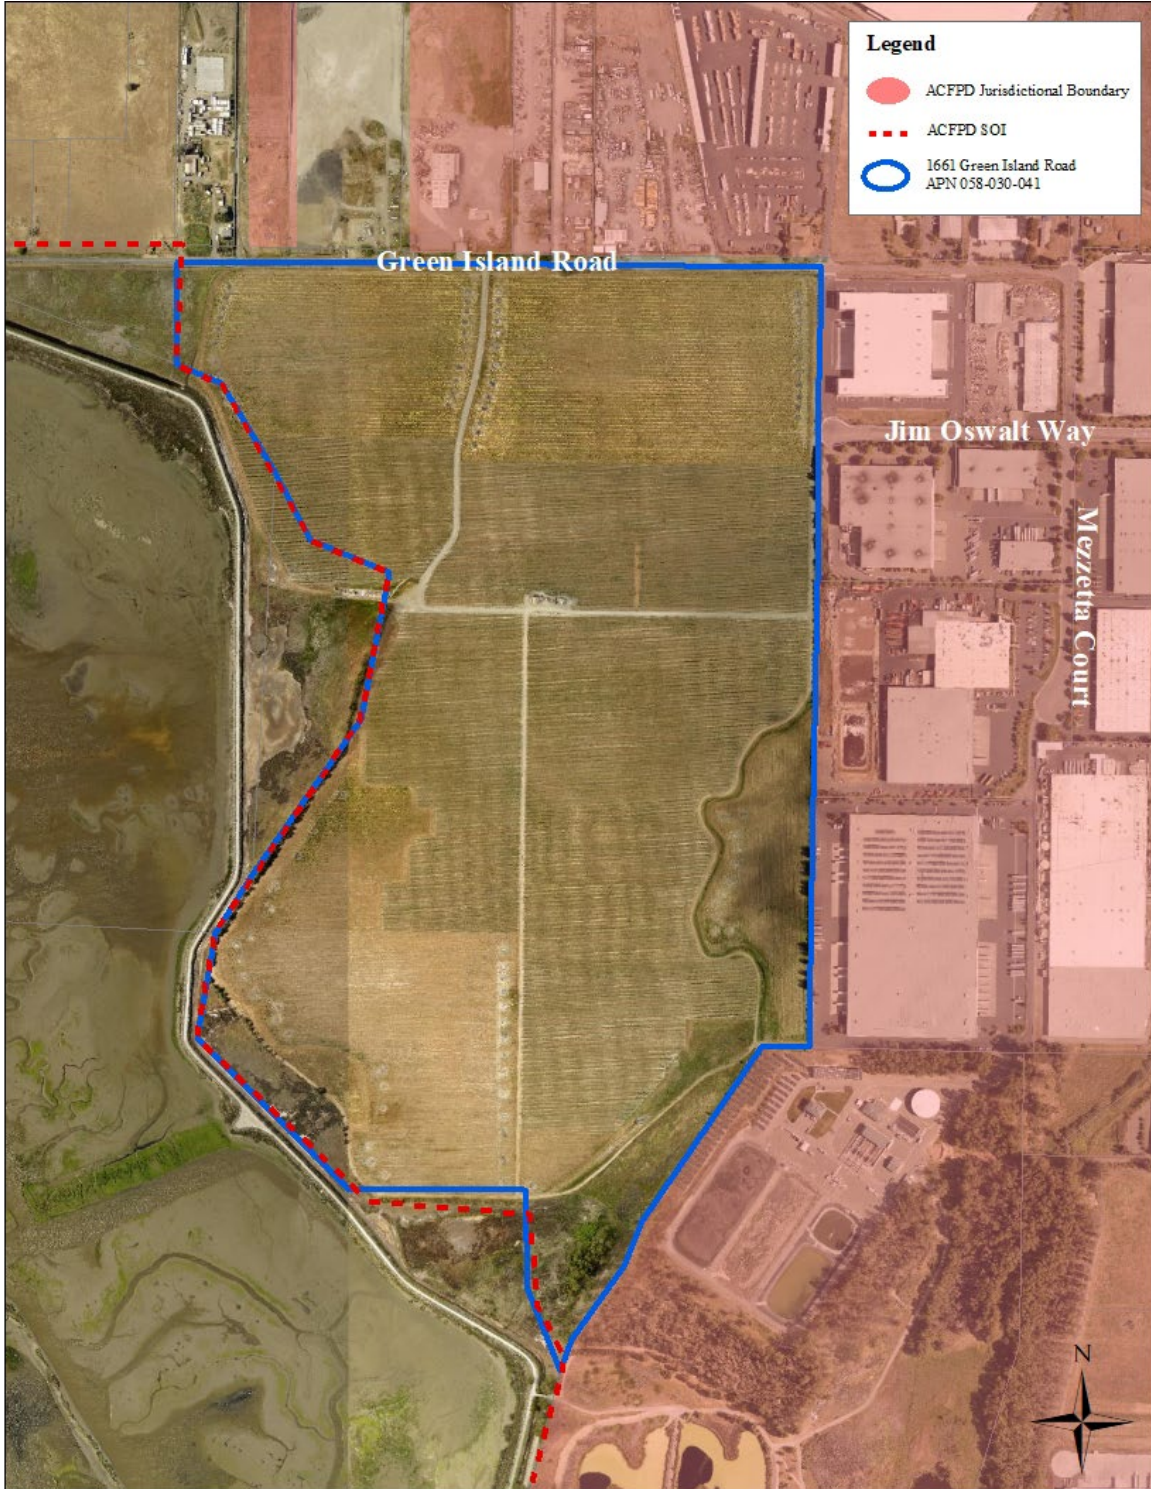 Legend
ACFPD Jurisdictional Boundary
ACFPD SOI
1661 Green Island Road
APN 058-030-041
Green Island Road
Jim Oswalt Way
Mezzetta Court
N